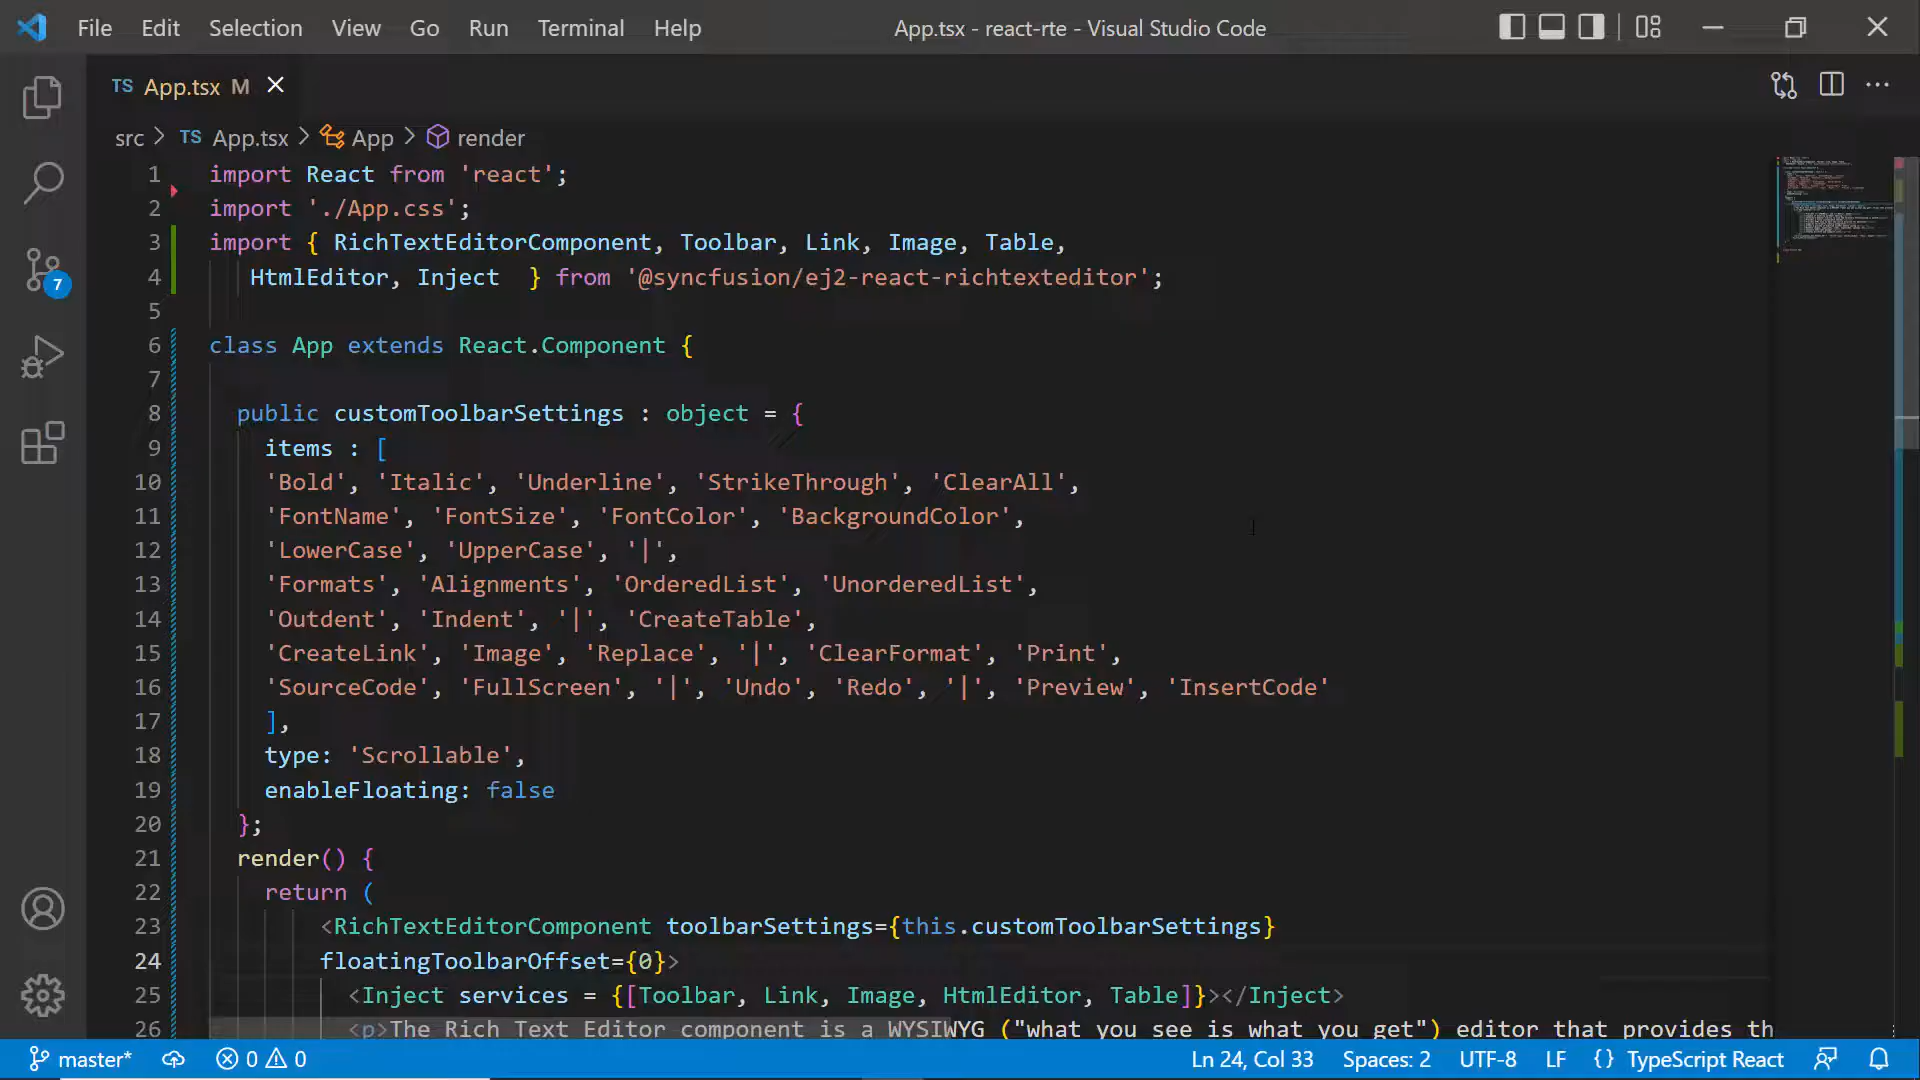 File Edit Selection View Go Run Terminal Help App.tsx - react-rte - Visual Studio Code
TS App.tsx M
src > TS App.tsx > App > render
1 import React from 'react';
2 import './App.css';
3 import { RichTextEditorComponent, Toolbar, Link, Image, Table,
4 HtmlEditor, Inject } from '@syncfusion/ej2-react-richtexteditor';
5
6 class App extends React.Component {
7
8 public customToolbarSettings : object = {
9 items : [
10 'Bold', 'Italic', 'Underline', 'StrikeThrough', 'ClearAll',
11 'FontName', 'FontSize', 'FontColor', 'BackgroundColor',
12 'LowerCase', 'UpperCase', '|',
13 'Formats', 'Alignments', 'OrderedList', 'UnorderedList',
14 'Outdent', 'Indent', '|', 'CreateTable',
15 'CreateLink', 'Image', 'Replace', '|', 'ClearFormat', 'Print',
16 'SourceCode', 'FullScreen', '|', 'Undo', 'Redo', '|', 'Preview', 'InsertCode'
17 ],
18 type: 'Scrollable',
19 enableFloating: false
20 };
21 render() {
22 return (
23 <RichTextEditorComponent toolbarSettings={this.customToolbarSettings}
24 floatingToolbarOffset={0}>
25 <Inject services = {[Toolbar, Link, Image, HtmlEditor, Table]}></Inject>
26 <p>The Rich Text Editor component is a WYSIWYG ("what you see is what you get") editor that provides th
7
master* 0 0 Ln 24, Col 33 Spaces: 2 UTF-8 LF {} TypeScript React